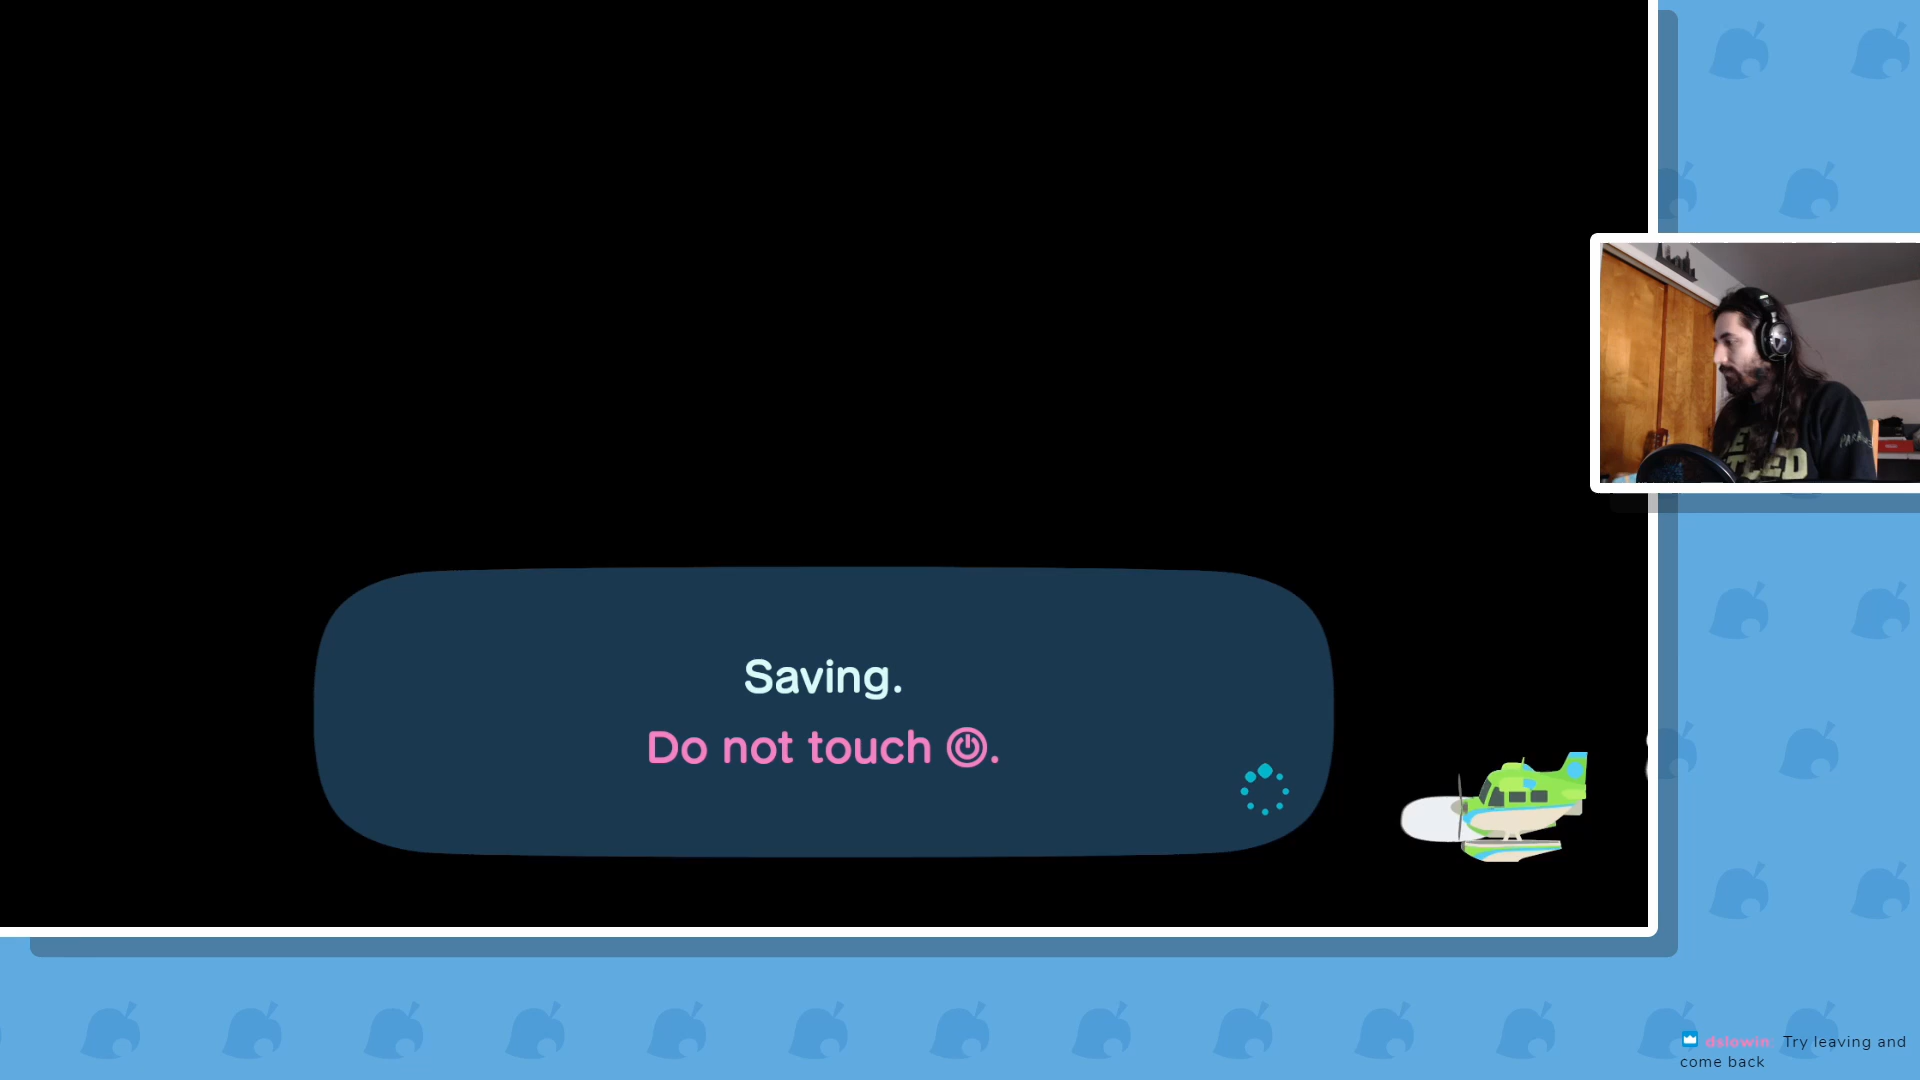 Saving.
Do not touch ⏻.
dslowin: Try leaving and
come back